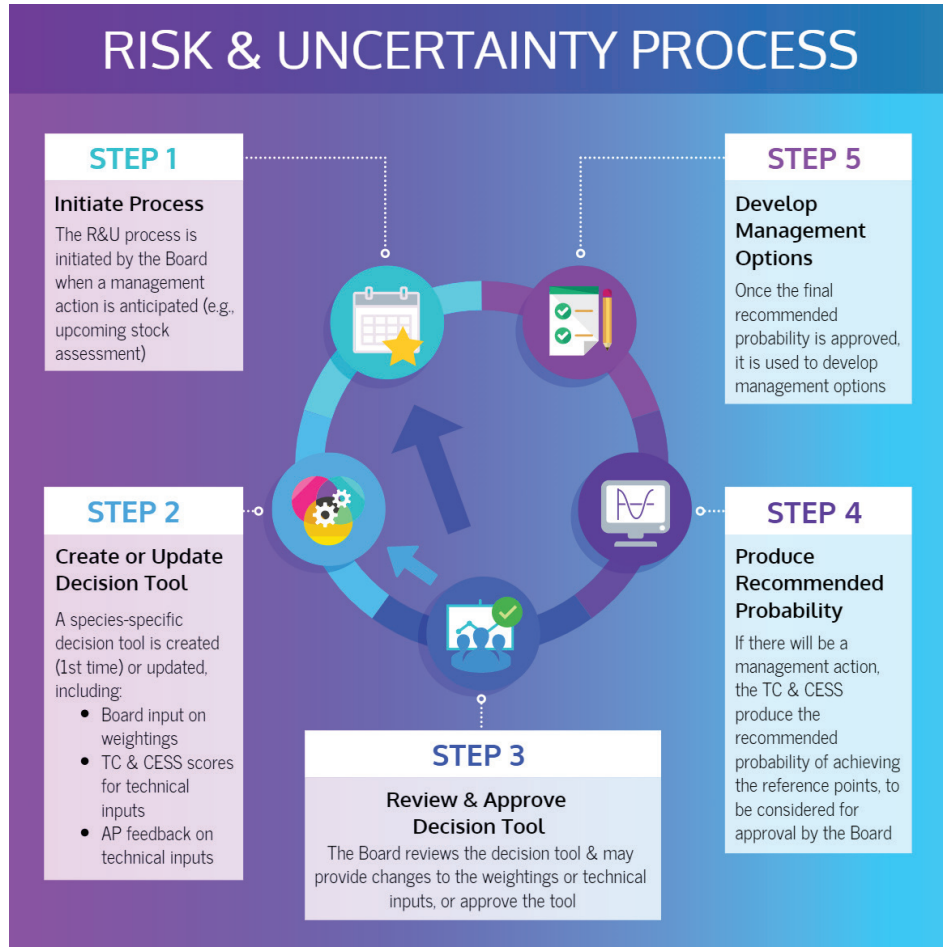 RISK & UNCERTAINTY PROCESS
STEP 1
Initiate Process
The R&U process is
initiated by the Board
when a management
action is anticipated (e.g.,
upcoming stock
assessment)
STEP 2
Create or Update
Decision Tool
A species-specific
decision tool is created
(1st time) or updated,
including:
• Board input on
weightings
• TC & CESS scores
for technical
inputs
• AP feedback on
technical inputs
STEP 3
Review & Approve
Decision Tool
The Board reviews the decision tool & may
provide changes to the weightings or technical
inputs, or approve the tool
STEP 4
Produce
Recommended
Probability
If there will be a
management action,
the TC & CESS
produce the
recommended
probability of achieving
the reference points, to
be considered for
approval by the Board
STEP 5
Develop
Management
Options
Once the final
recommended
probability is approved,
it is used to develop
management options